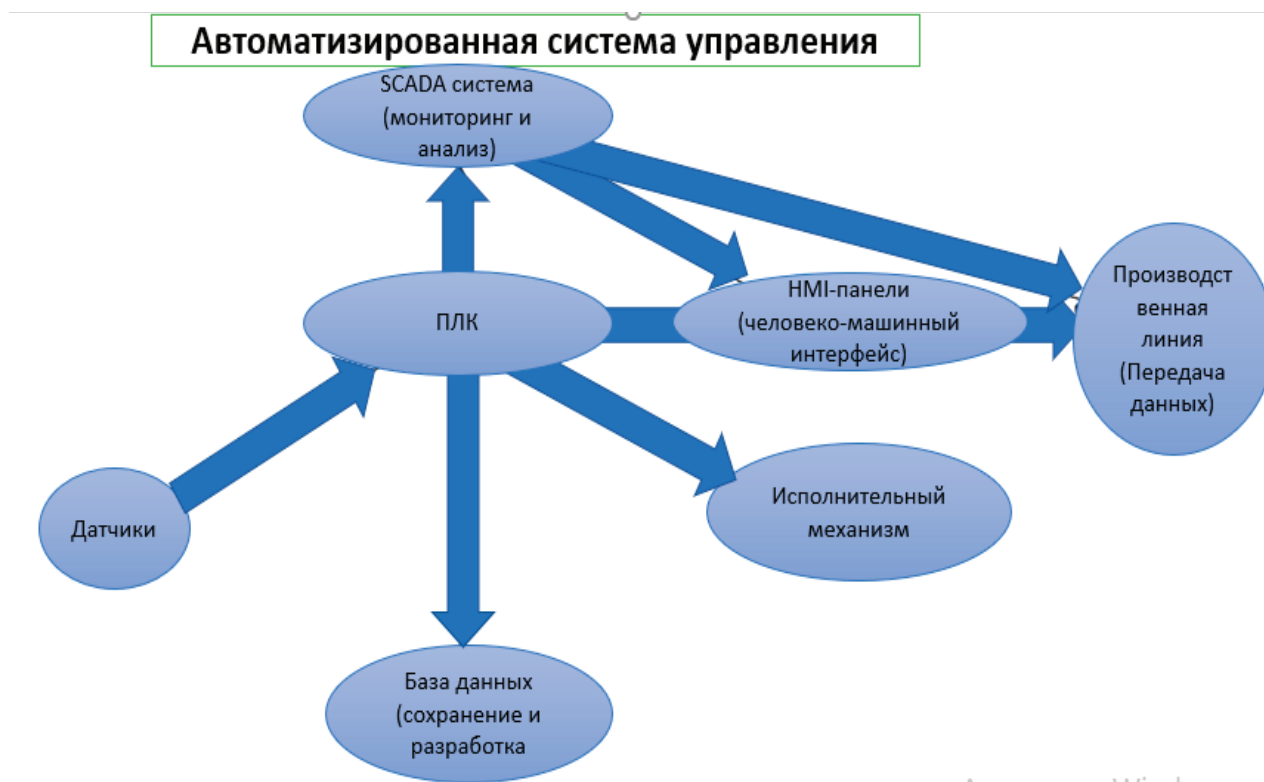 Автоматизированная система управления
SCADA система
(мониторинг и
анализ)
ПЛК
HMI-панели
(человеко-машинный
интерфейс)
Производст
венная
линия
(Передача
данных)
Датчики
Исполнительный
механизм
База данных
(сохранение и
разработка